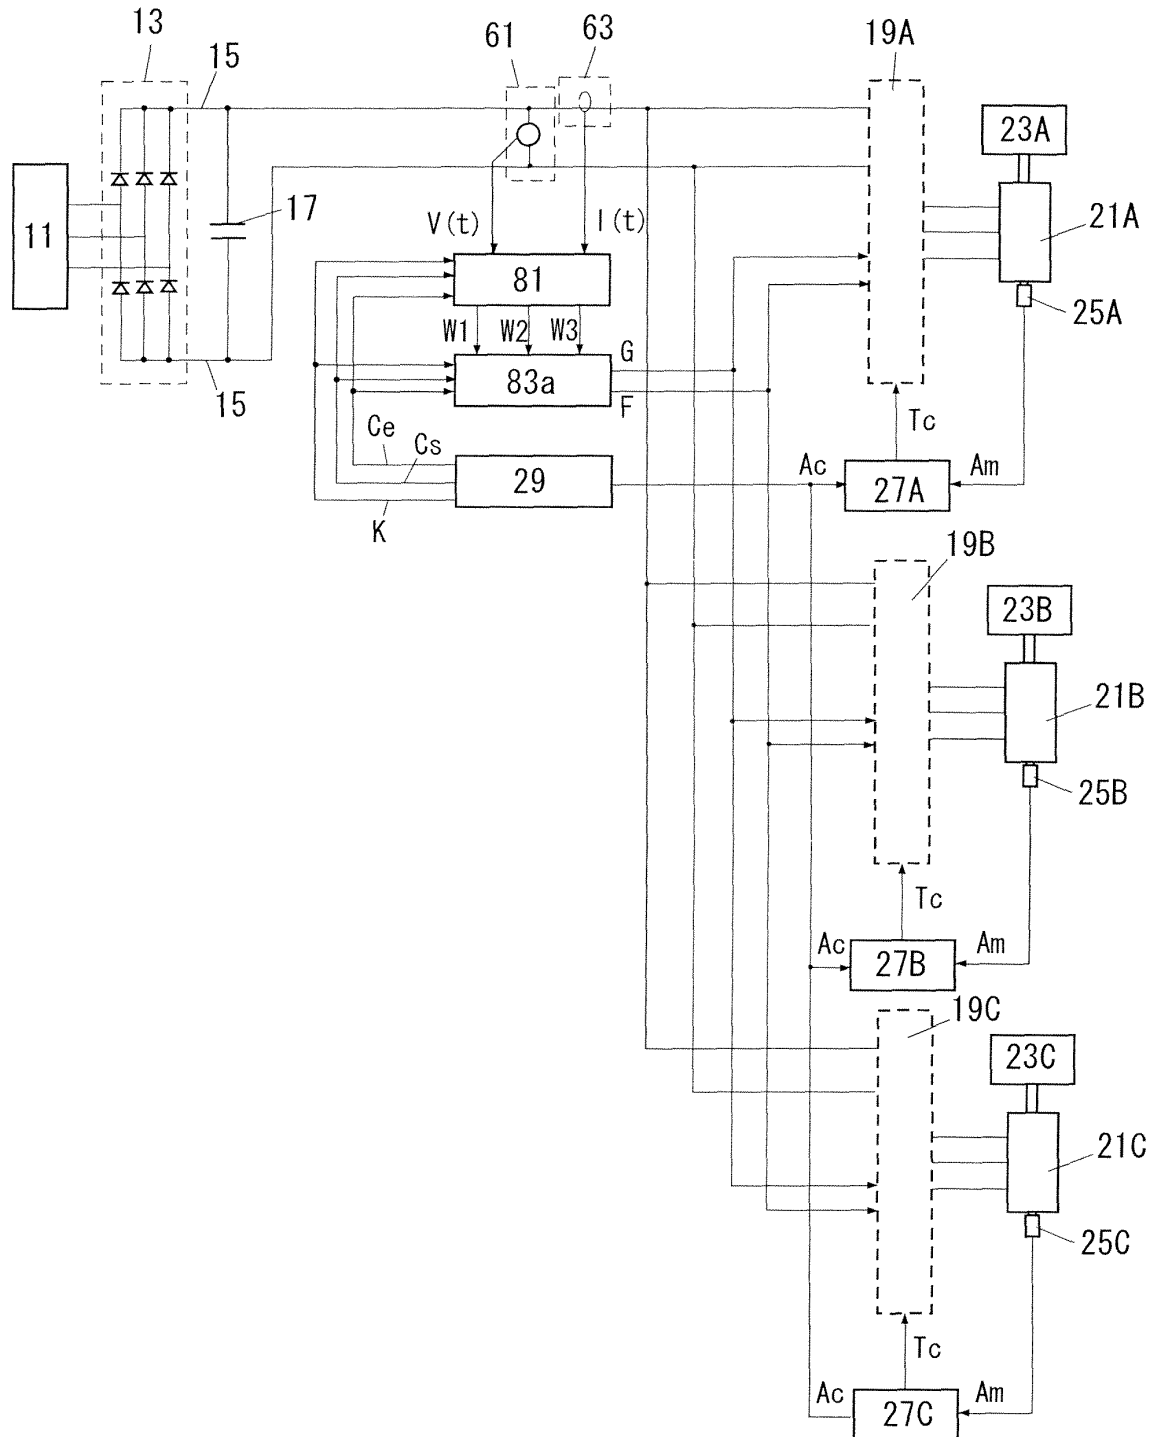 13
15
61
63
19A
23A
11
17
V(t)
I(t)
21A
81
25A
W1
W2
W3
83a
G
F
15
Tc
Ce
Cs
29
Ac
27A
Am
K
19B
23B
21B
25B
Tc
Ac
27B
Am
19C
23C
21C
25C
Tc
Ac
27C
Am